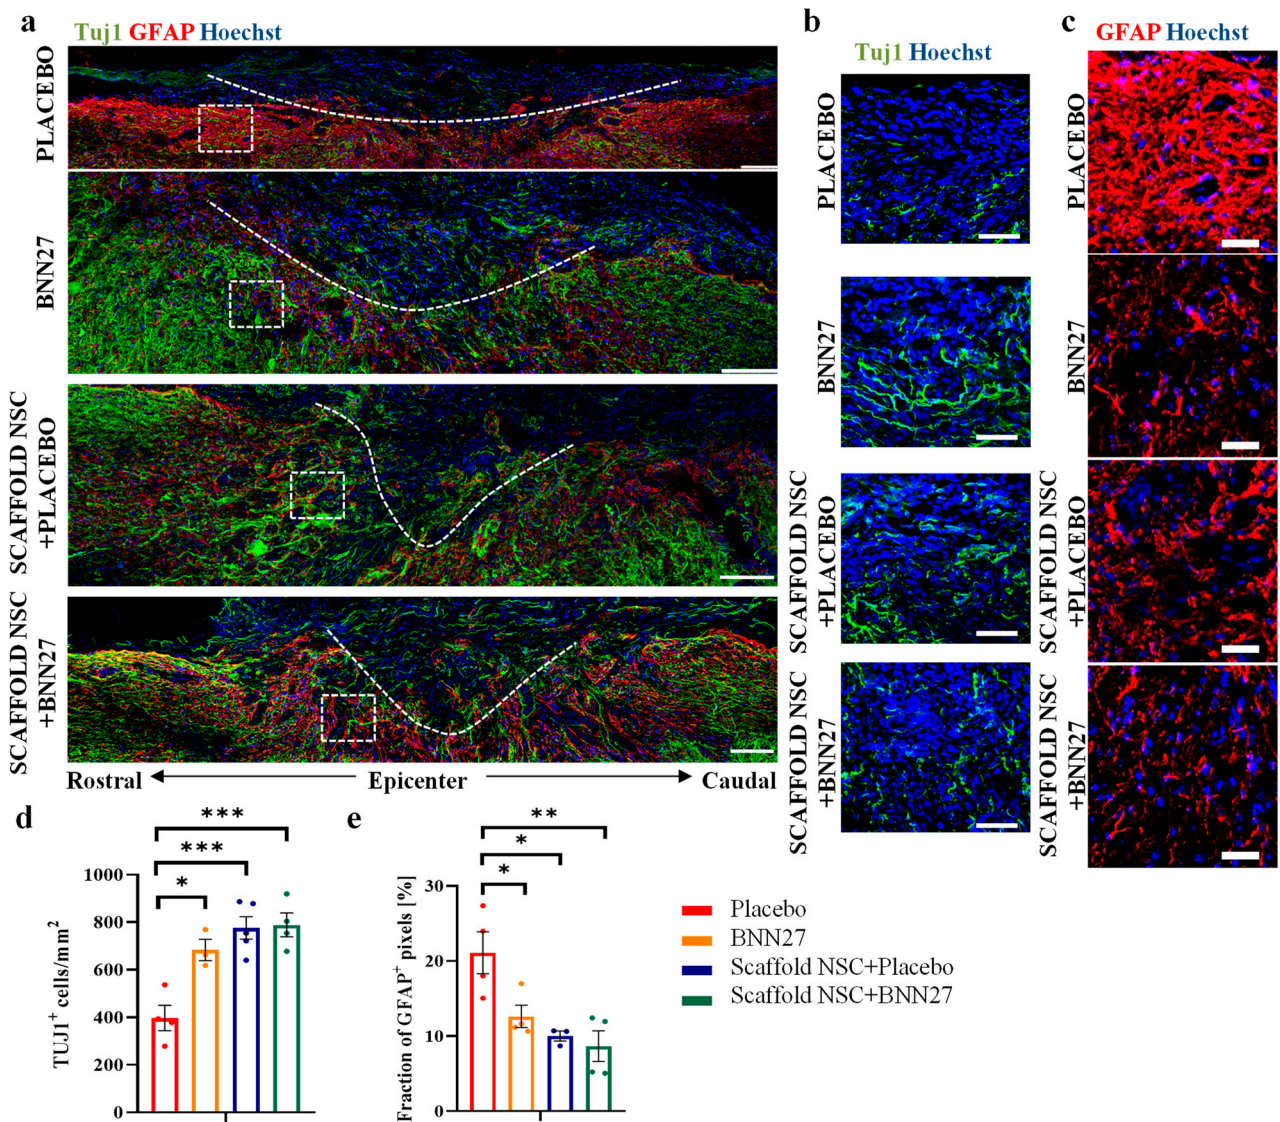 a
Tuj1 GFAP Hoechst
PLACEBO
BNN27
SCAFFOLD NSC
+PLACEBO
SCAFFOLD NSC
+BNN27
Rostral
Epicenter
Caudal
b
Tuj1 Hoechst
PLACEBO
BNN27
SCAFFOLD NSC
+PLACEBO
SCAFFOLD NSC
+BNN27
c
GFAP Hoechst
PLACEBO
BNN27
SCAFFOLD NSC
+PLACEBO
SCAFFOLD NSC
+BNN27
d
TUJ1⁺ cells/mm²
1000
800
600
400
200
0
***
***
*
e
Fraction of GFAP⁺ pixels [%]
30
20
10
0
**
*
*
Placebo
BNN27
Scaffold NSC+Placebo
Scaffold NSC+BNN27